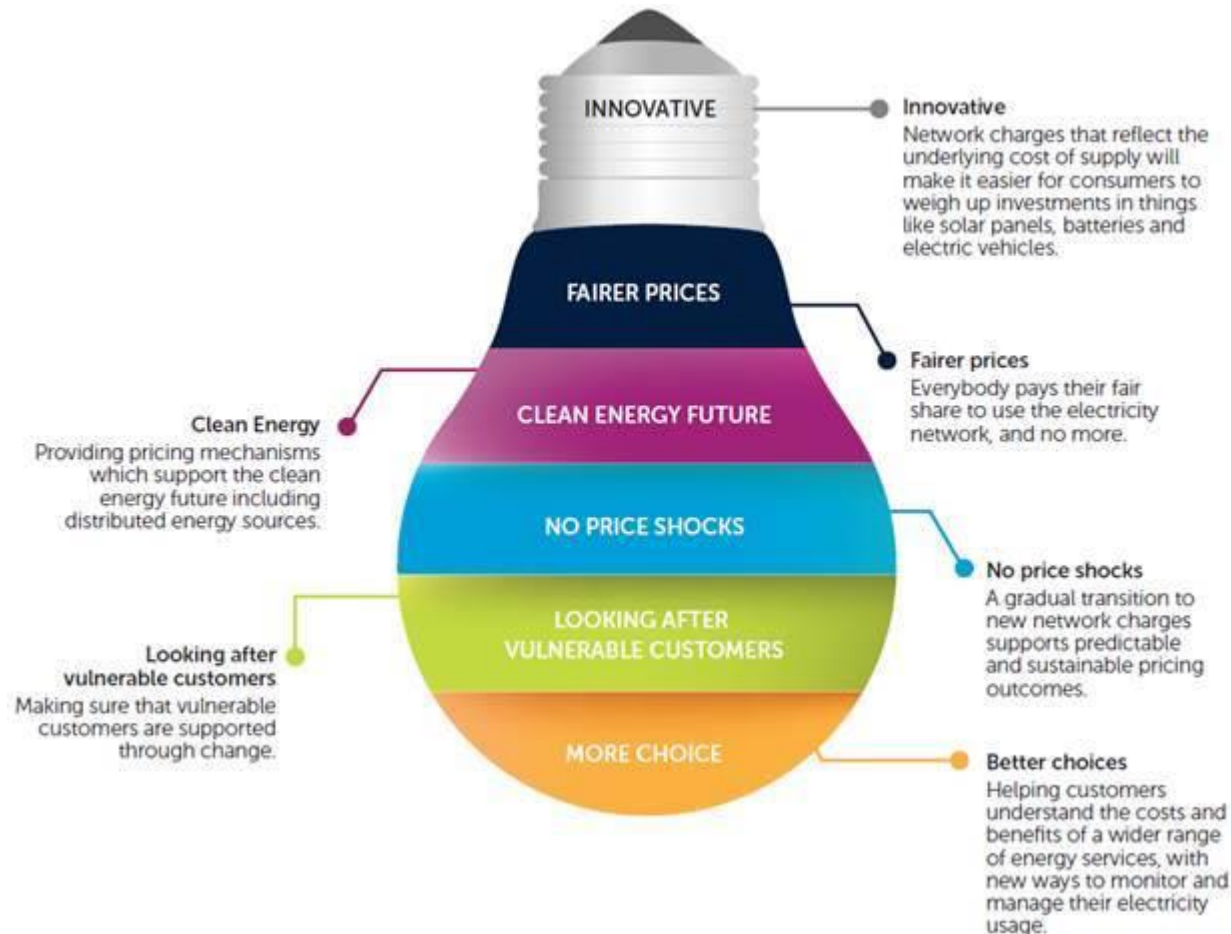 INNOVATIVE
Innovative
Network charges that reflect the
underlying cost of supply will
make it easier for consumers to
weigh up investments in things
like solar panels, batteries and
electric vehicles.
FAIRER PRICES
Fairer prices
Everybody pays their fair
share to use the electricity
network, and no more.
CLEAN ENERGY FUTURE
Clean Energy
Providing pricing mechanisms
which support the clean
energy future including
distributed energy sources.
NO PRICE SHOCKS
No price shocks
A gradual transition to
new network charges
supports predictable
and sustainable pricing
outcomes.
LOOKING AFTER
VULNERABLE CUSTOMERS
Looking after
vulnerable customers
Making sure that vulnerable
customers are supported
through change.
MORE CHOICE
Better choices
Helping customers
understand the costs and
benefits of a wider range
of energy services, with
new ways to monitor and
manage their electricity
usage.